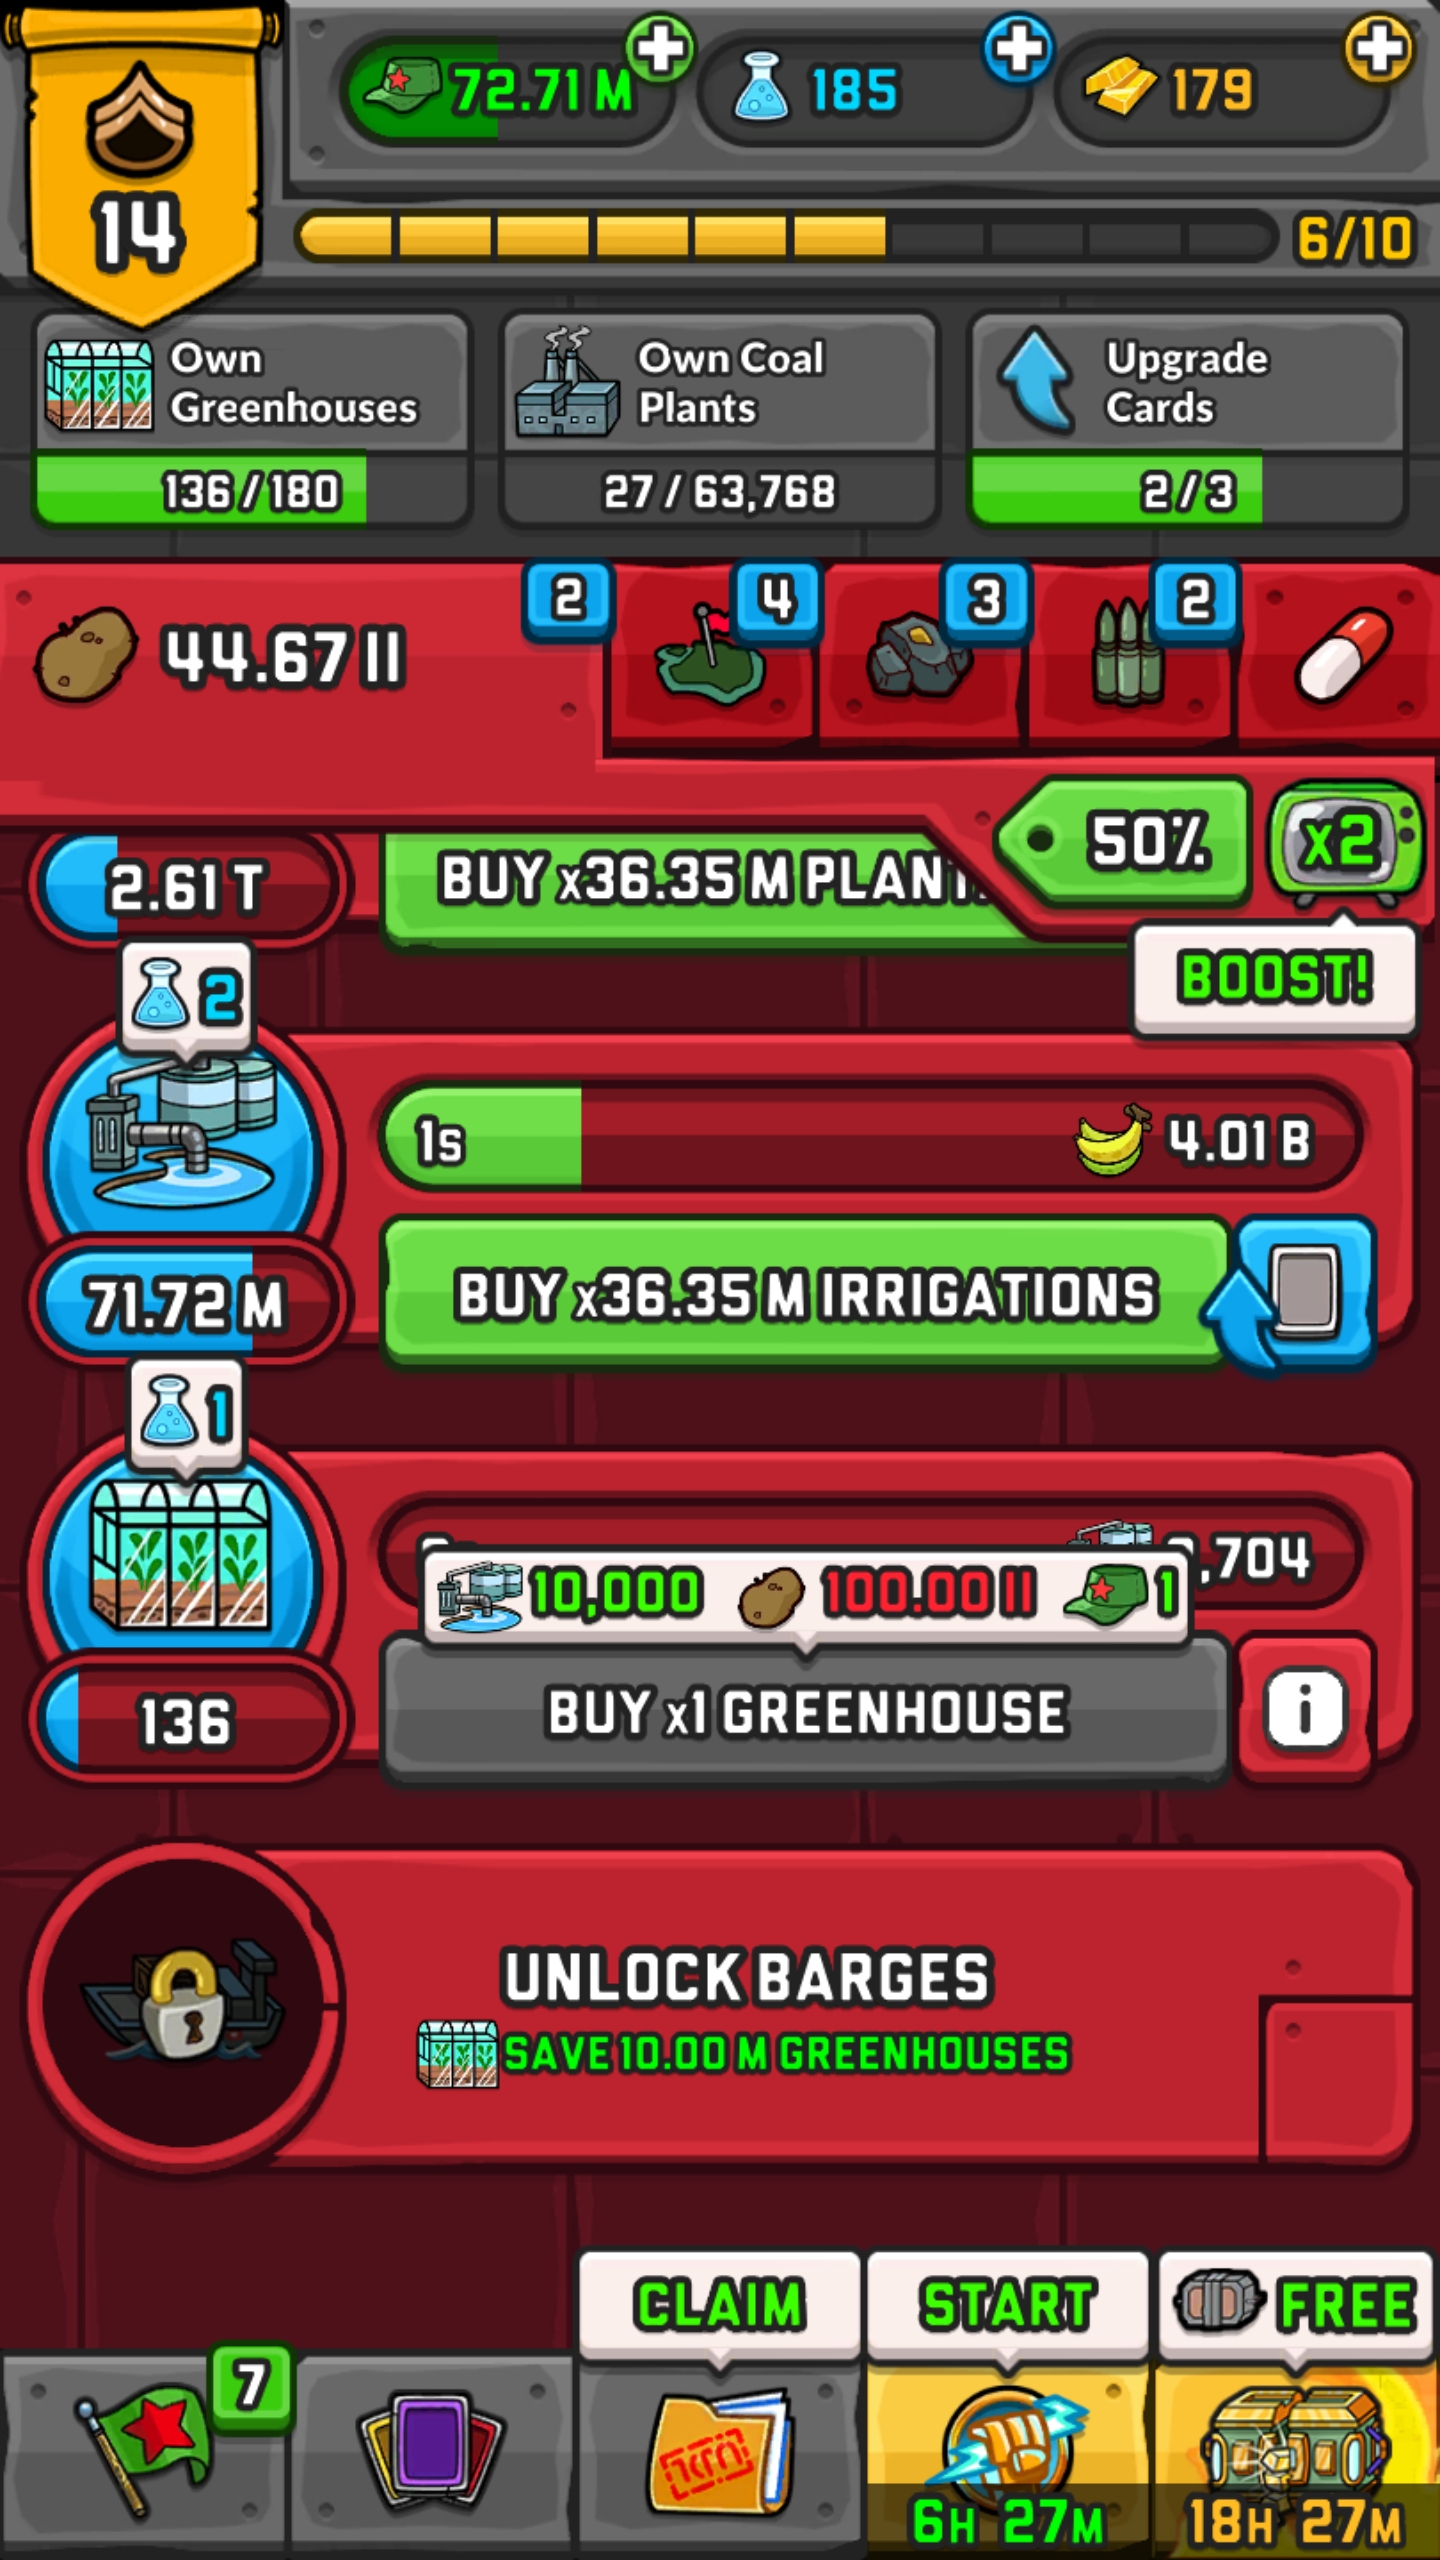 72.71 M
185
179
14
6/10
Own
Greenhouses
136 / 180
Own Coal
Plants
27 / 63,768
Upgrade
Cards
2 / 3
44.67 II
2
4
3
2
50%
x2
BOOST!
2.61 T
BUY x36.35 M
2
1s
4.01 B
71.72 M
BUY x36.35 M IRRIGATIONS
1
,704
10,000
100.00 II
1
136
BUY x1 GREENHOUSE
i
UNLOCK BARGES
SAVE 10.00 M GREENHOUSES
CLAIM
START
FREE
7
6H 27M
18H 27M